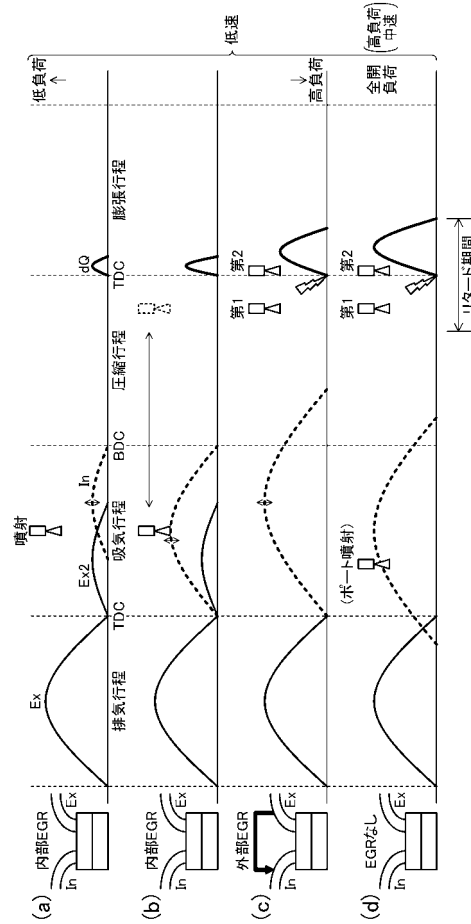 (a)
内部EGR
In
Ex
Ex
Ex2
噴射
In
dQ
低負荷
排気行程
TDC
吸気行程
BDC
圧縮行程
TDC
膨張行程
(b)
内部EGR
低速
(c)
外部EGR
In
Ex
第1
第2
高負荷
(d)
EGRなし
In
Ex
(ポート噴射)
第1
第2
全開
負荷
(高負荷
中速)
リタード期間